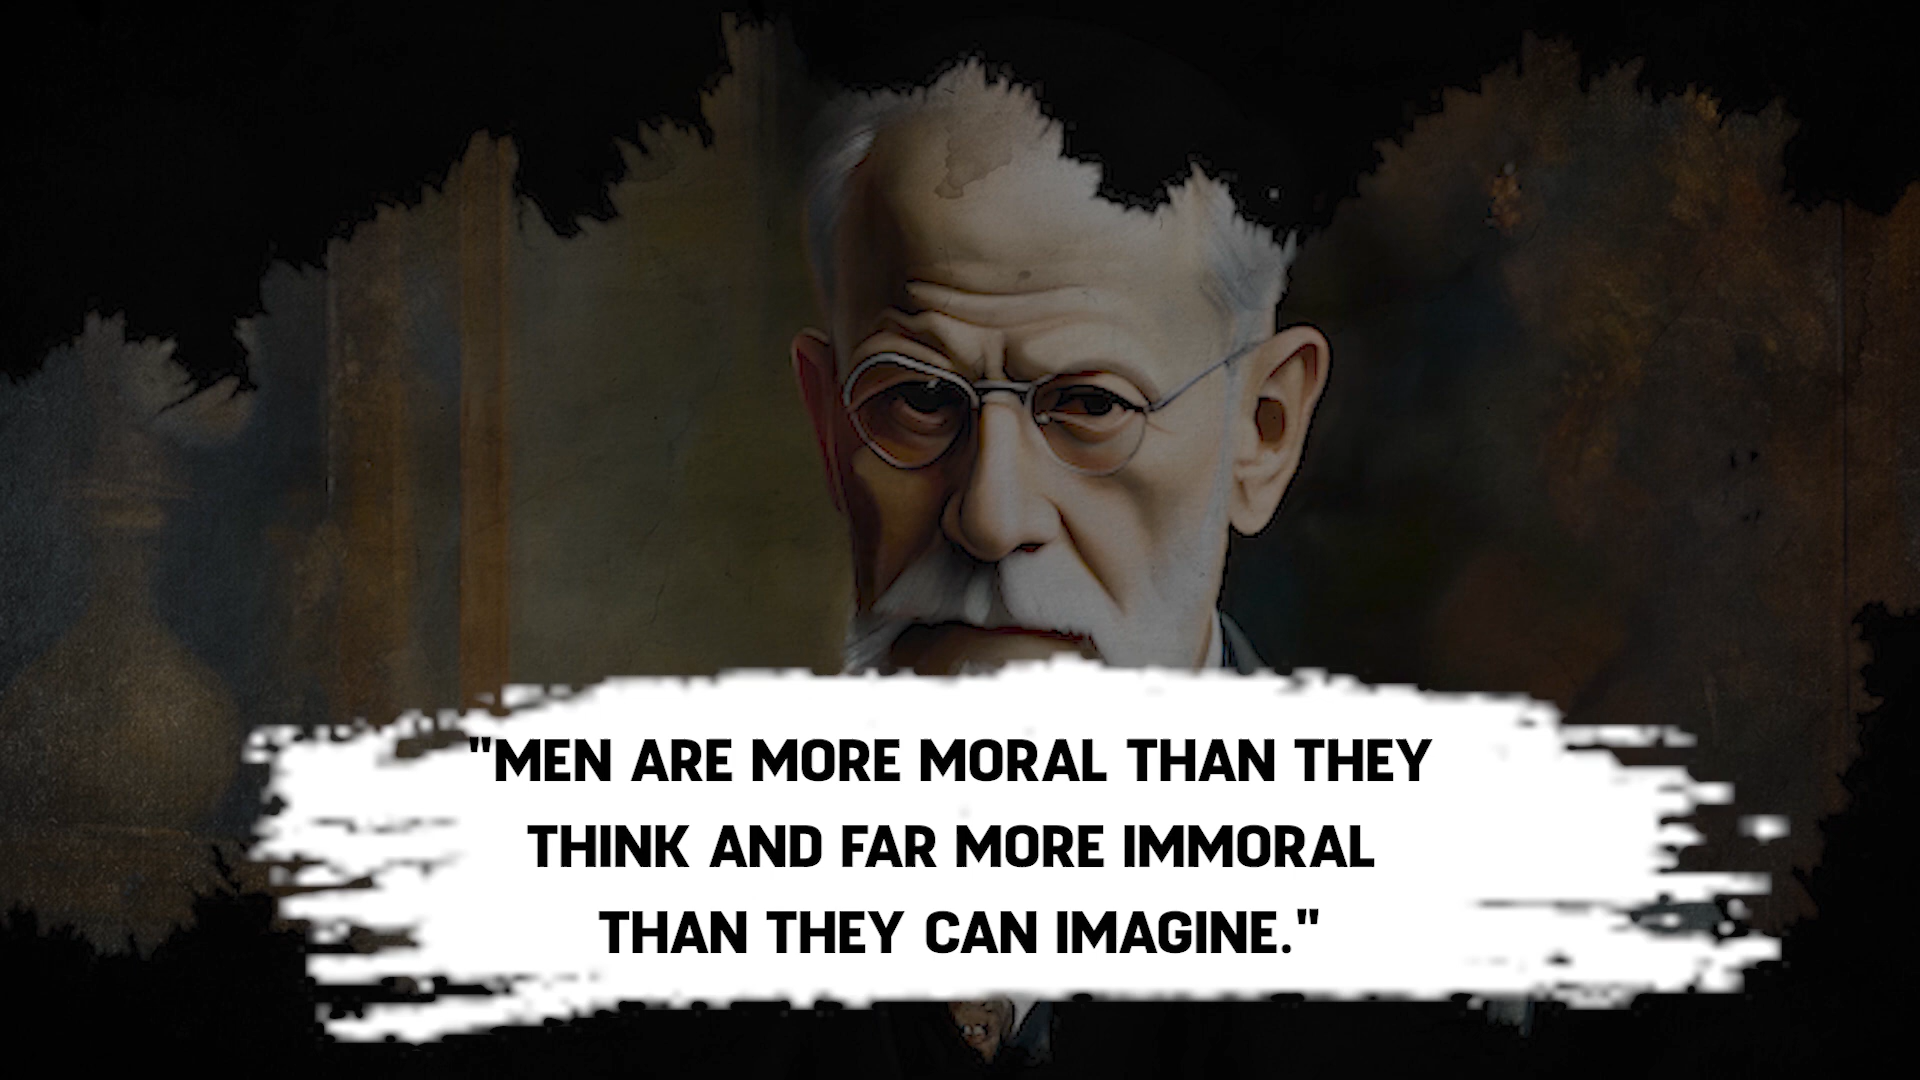 "MEN ARE MORE MORAL THAN THEY
THINK AND FAR MORE IMMORAL
THAN THEY CAN IMAGINE."